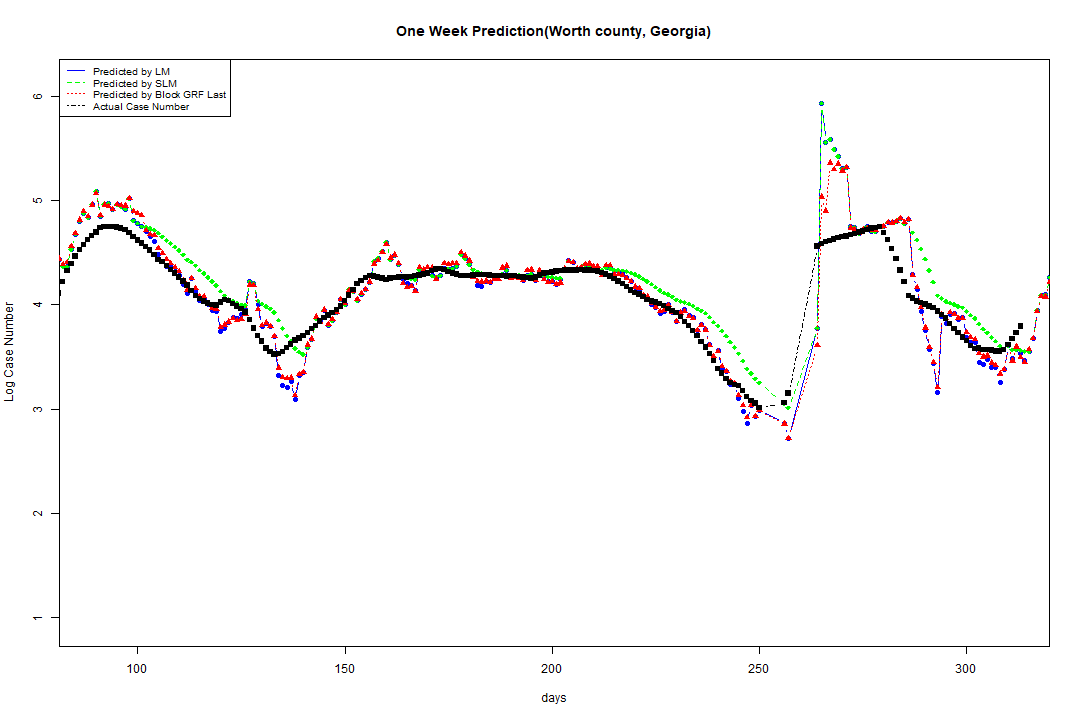 One Week Prediction(Worth county, Georgia)
Predicted by LM
Predicted by SLM
Predicted by Block GRF Last
Actual Case Number
6
5
4
3
2
1
Log Case Number
100 150 200 250 300
days